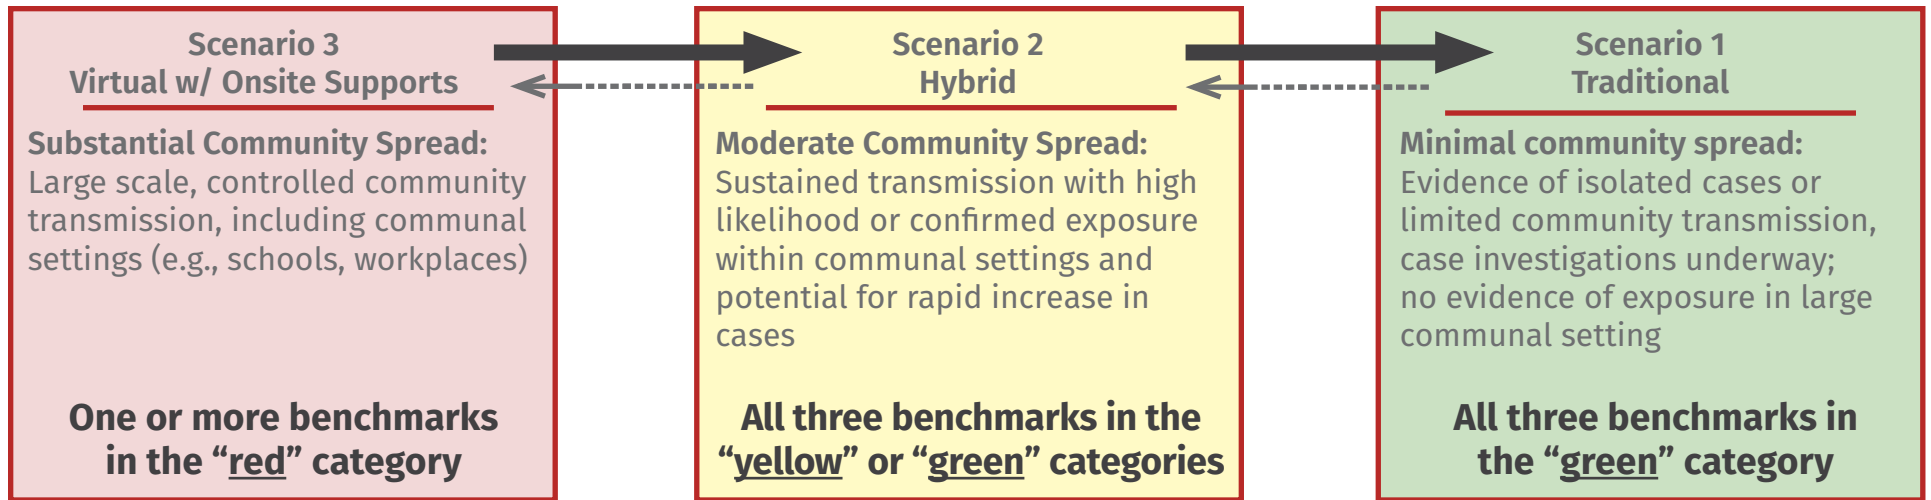 Scenario 3
Virtual w/ Onsite Supports
Substantial Community Spread:
Large scale, controlled community
transmission, including communal
settings (e.g., schools, workplaces)
One or more benchmarks
in the “red” category
Scenario 2
Hybrid
Moderate Community Spread:
Sustained transmission with high
likelihood or confirmed exposure
within communal settings and
potential for rapid increase in
cases
All three benchmarks in the
“yellow” or “green” categories
Scenario 1
Traditional
Minimal community spread:
Evidence of isolated cases or
limited community transmission,
case investigations underway;
no evidence of exposure in large
communal setting
All three benchmarks in
the “green” category